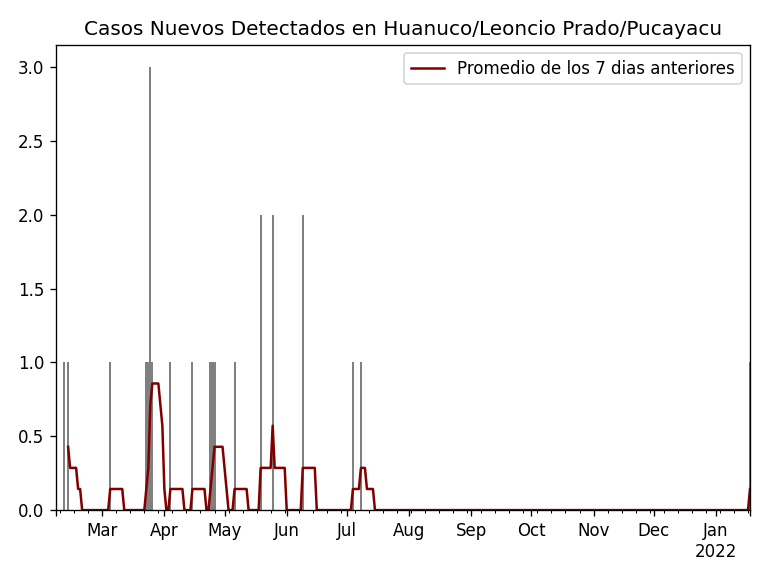 Casos Nuevos Detectados en Huanuco/Leoncio Prado/Pucayacu
Promedio de los 7 dias anteriores
3.0
2.5
2.0
1.5
1.0
0.5
0.0
Mar Apr May Jun Jul Aug Sep Oct Nov Dec Jan
2022